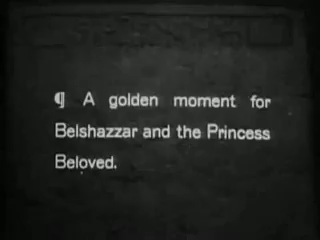 ¶ A golden moment for
Belshazzar and the Princess
Beloved.